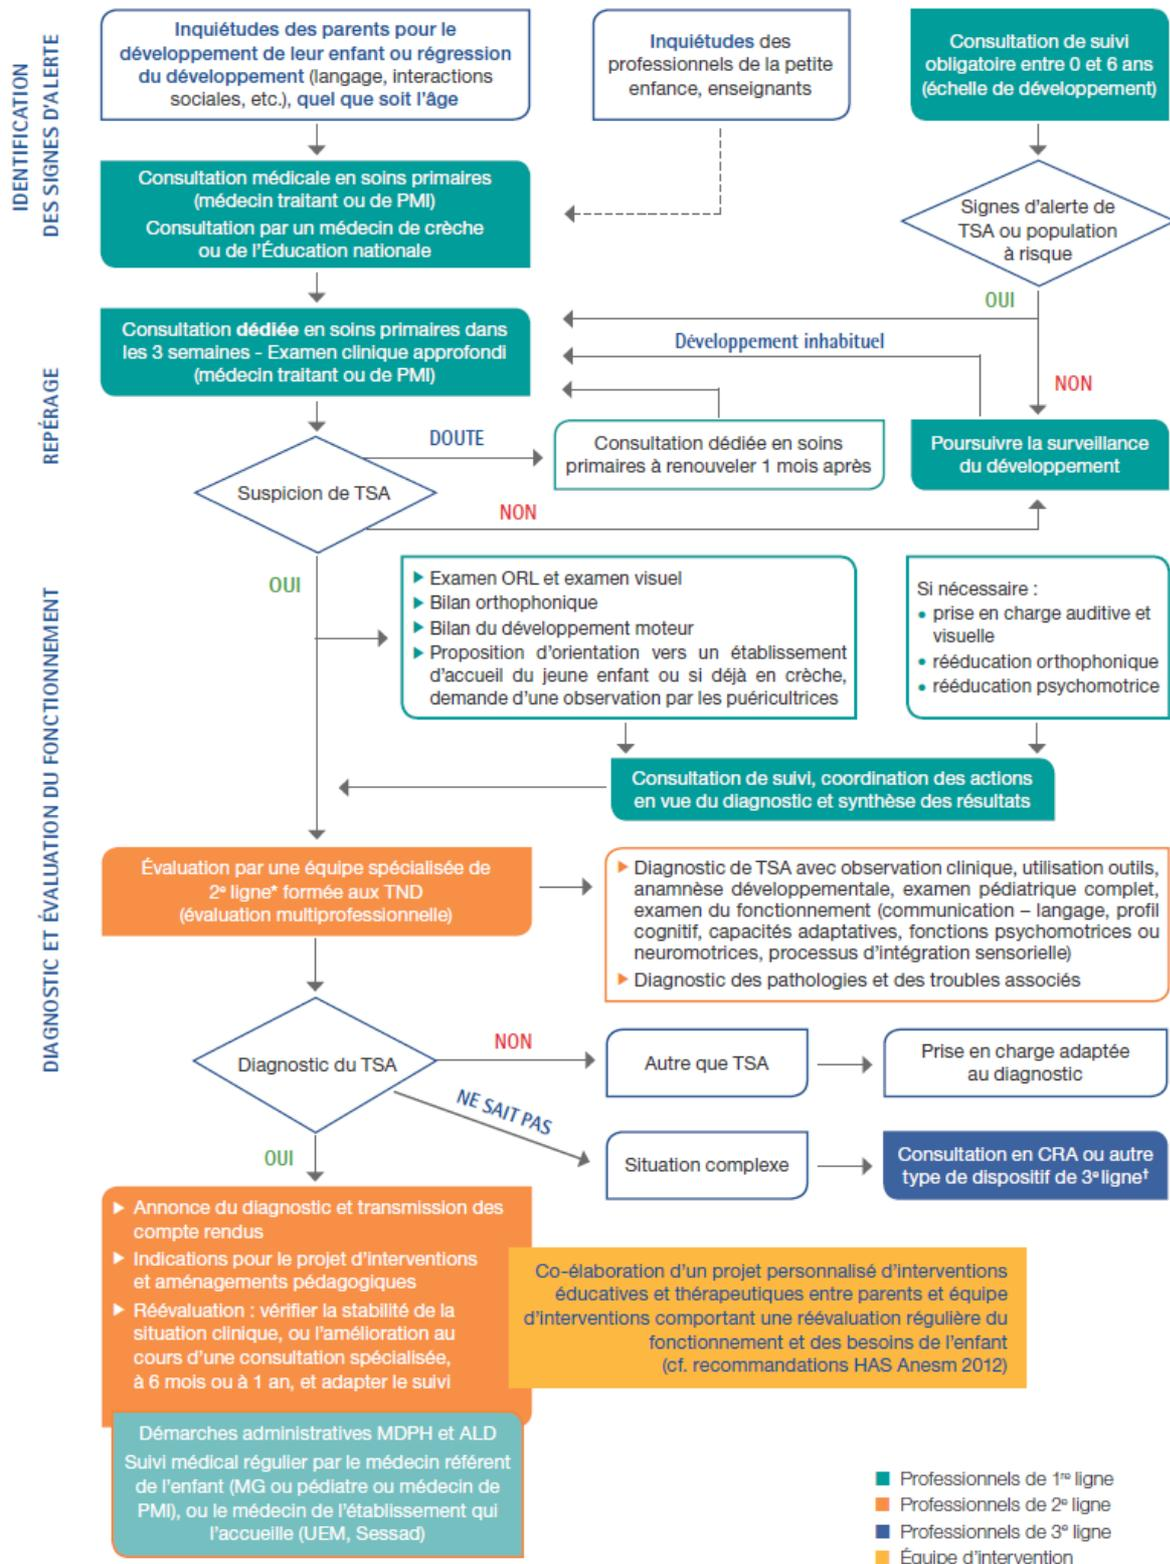 IDENTIFICATION
DES SIGNES D'ALERTE
Inquiétudes des parents pour le
développement de leur enfant ou régression
du développement (langage, interactions
sociales, etc.), quel que soit l'âge
Inquiétudes des
professionnels de la petite
enfance, enseignants
Consultation de suivi
obligatoire entre 0 et 6 ans
(échelle de développement)
Consultation médicale en soins primaires
(médecin traitant ou de PMI)
Consultation par un médecin de crèche
ou de l'Éducation nationale
Signes d'alerte de
TSA ou population
à risque
OUI
REPÉRAGE
Consultation dédiée en soins primaires dans
les 3 semaines - Examen clinique approfondi
(médecin traitant ou de PMI)
Développement inhabituel
NON
DOUTE
Consultation dédiée en soins
primaires à renouveler 1 mois après
Poursuivre la surveillance
du développement
Suspicion de TSA
NON
OUI
DIAGNOSTIC ET ÉVALUATION DU FONCTIONNEMENT
▶ Examen ORL et examen visuel
▶ Bilan orthophonique
▶ Bilan du développement moteur
▶ Proposition d'orientation vers un établissement
d'accueil du jeune enfant ou si déjà en crèche,
demande d'une observation par les puéricultrices
Si nécessaire :
• prise en charge auditive et
visuelle
• rééducation orthophonique
• rééducation psychomotrice
Consultation de suivi, coordination des actions
en vue du diagnostic et synthèse des résultats
Évaluation par une équipe spécialisée de
2e ligne* formée aux TND
(évaluation multiprofessionnelle)
▶ Diagnostic de TSA avec observation clinique, utilisation outils,
anamnèse développementale, examen pédiatrique complet,
examen du fonctionnement (communication – langage, profil
cognitif, capacités adaptatives, fonctions psychomotrices ou
neuromotrices, processus d'intégration sensorielle)
▶ Diagnostic des pathologies et des troubles associés
Diagnostic du TSA
NON
Autre que TSA
Prise en charge adaptée
au diagnostic
NE SAIT PAS
Situation complexe
Consultation en CRA ou autre
type de dispositif de 3e ligne†
OUI
▶ Annonce du diagnostic et transmission des
compte rendus
▶ Indications pour le projet d'interventions
et aménagements pédagogiques
▶ Réévaluation : vérifier la stabilité de la
situation clinique, ou l'amélioration au
cours d'une consultation spécialisée,
à 6 mois ou à 1 an, et adapter le suivi
Co-élaboration d'un projet personnalisé d'interventions
éducatives et thérapeutiques entre parents et équipe
d'interventions comportant une réévaluation régulière du
fonctionnement et des besoins de l'enfant
(cf. recommandations HAS Anesm 2012)
Démarches administratives MDPH et ALD
Suivi médical régulier par le médecin référent
de l'enfant (MG ou pédiatre ou médecin de
PMI), ou le médecin de l'établissement qui
l'accueille (UEM, Sessad)
Professionnels de 1re ligne
Professionnels de 2e ligne
Professionnels de 3e ligne
Équipe d'intervention